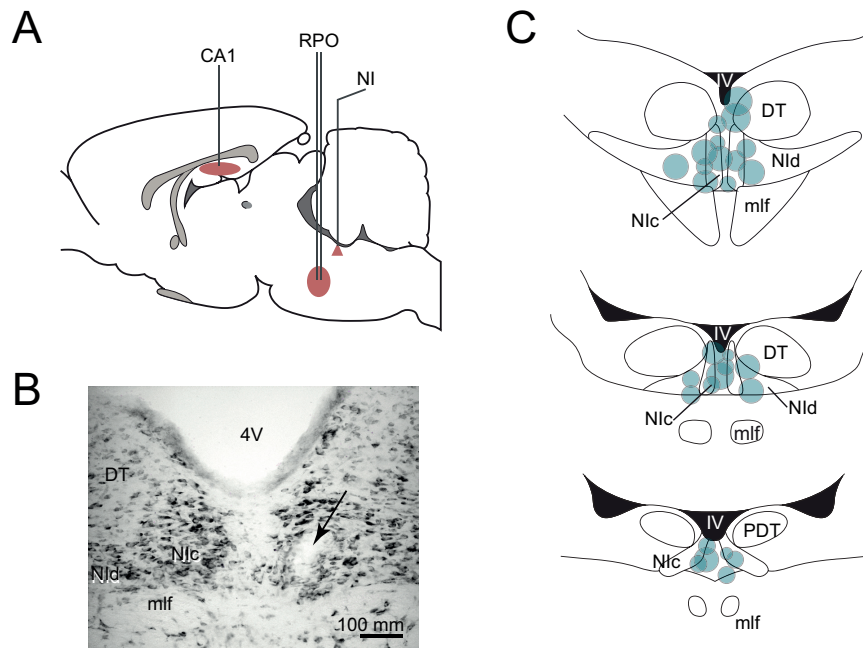 A
CA1
RPO
NI
B
4V
DT
NIc
NId
mlf
100 mm
C
IV
DT
NId
NIc
mlf
IV
DT
NIc
NId
mlf
IV
PDT
NIc
mlf